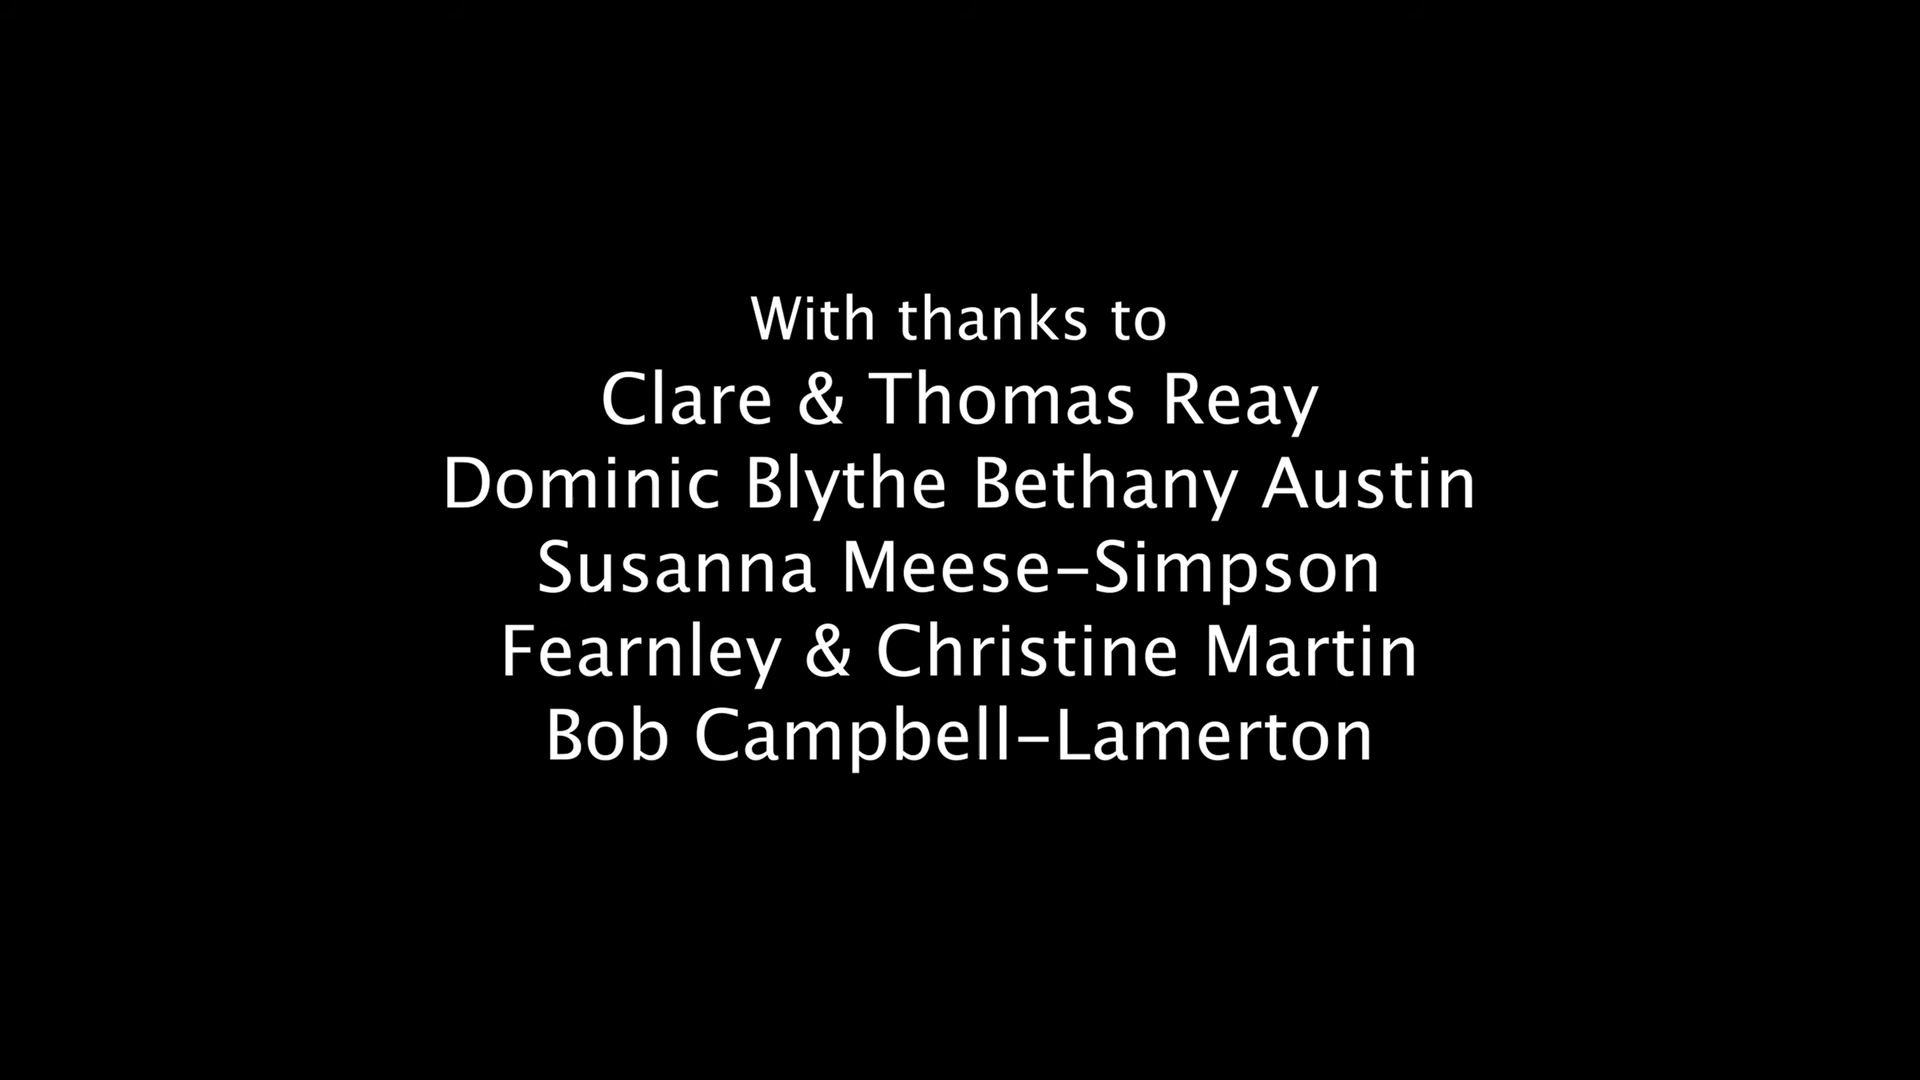 With thanks to
Clare & Thomas Reay
Dominic Blythe Bethany Austin
Susanna Meese-Simpson
Fearnley & Christine Martin
Bob Campbell-Lamerton